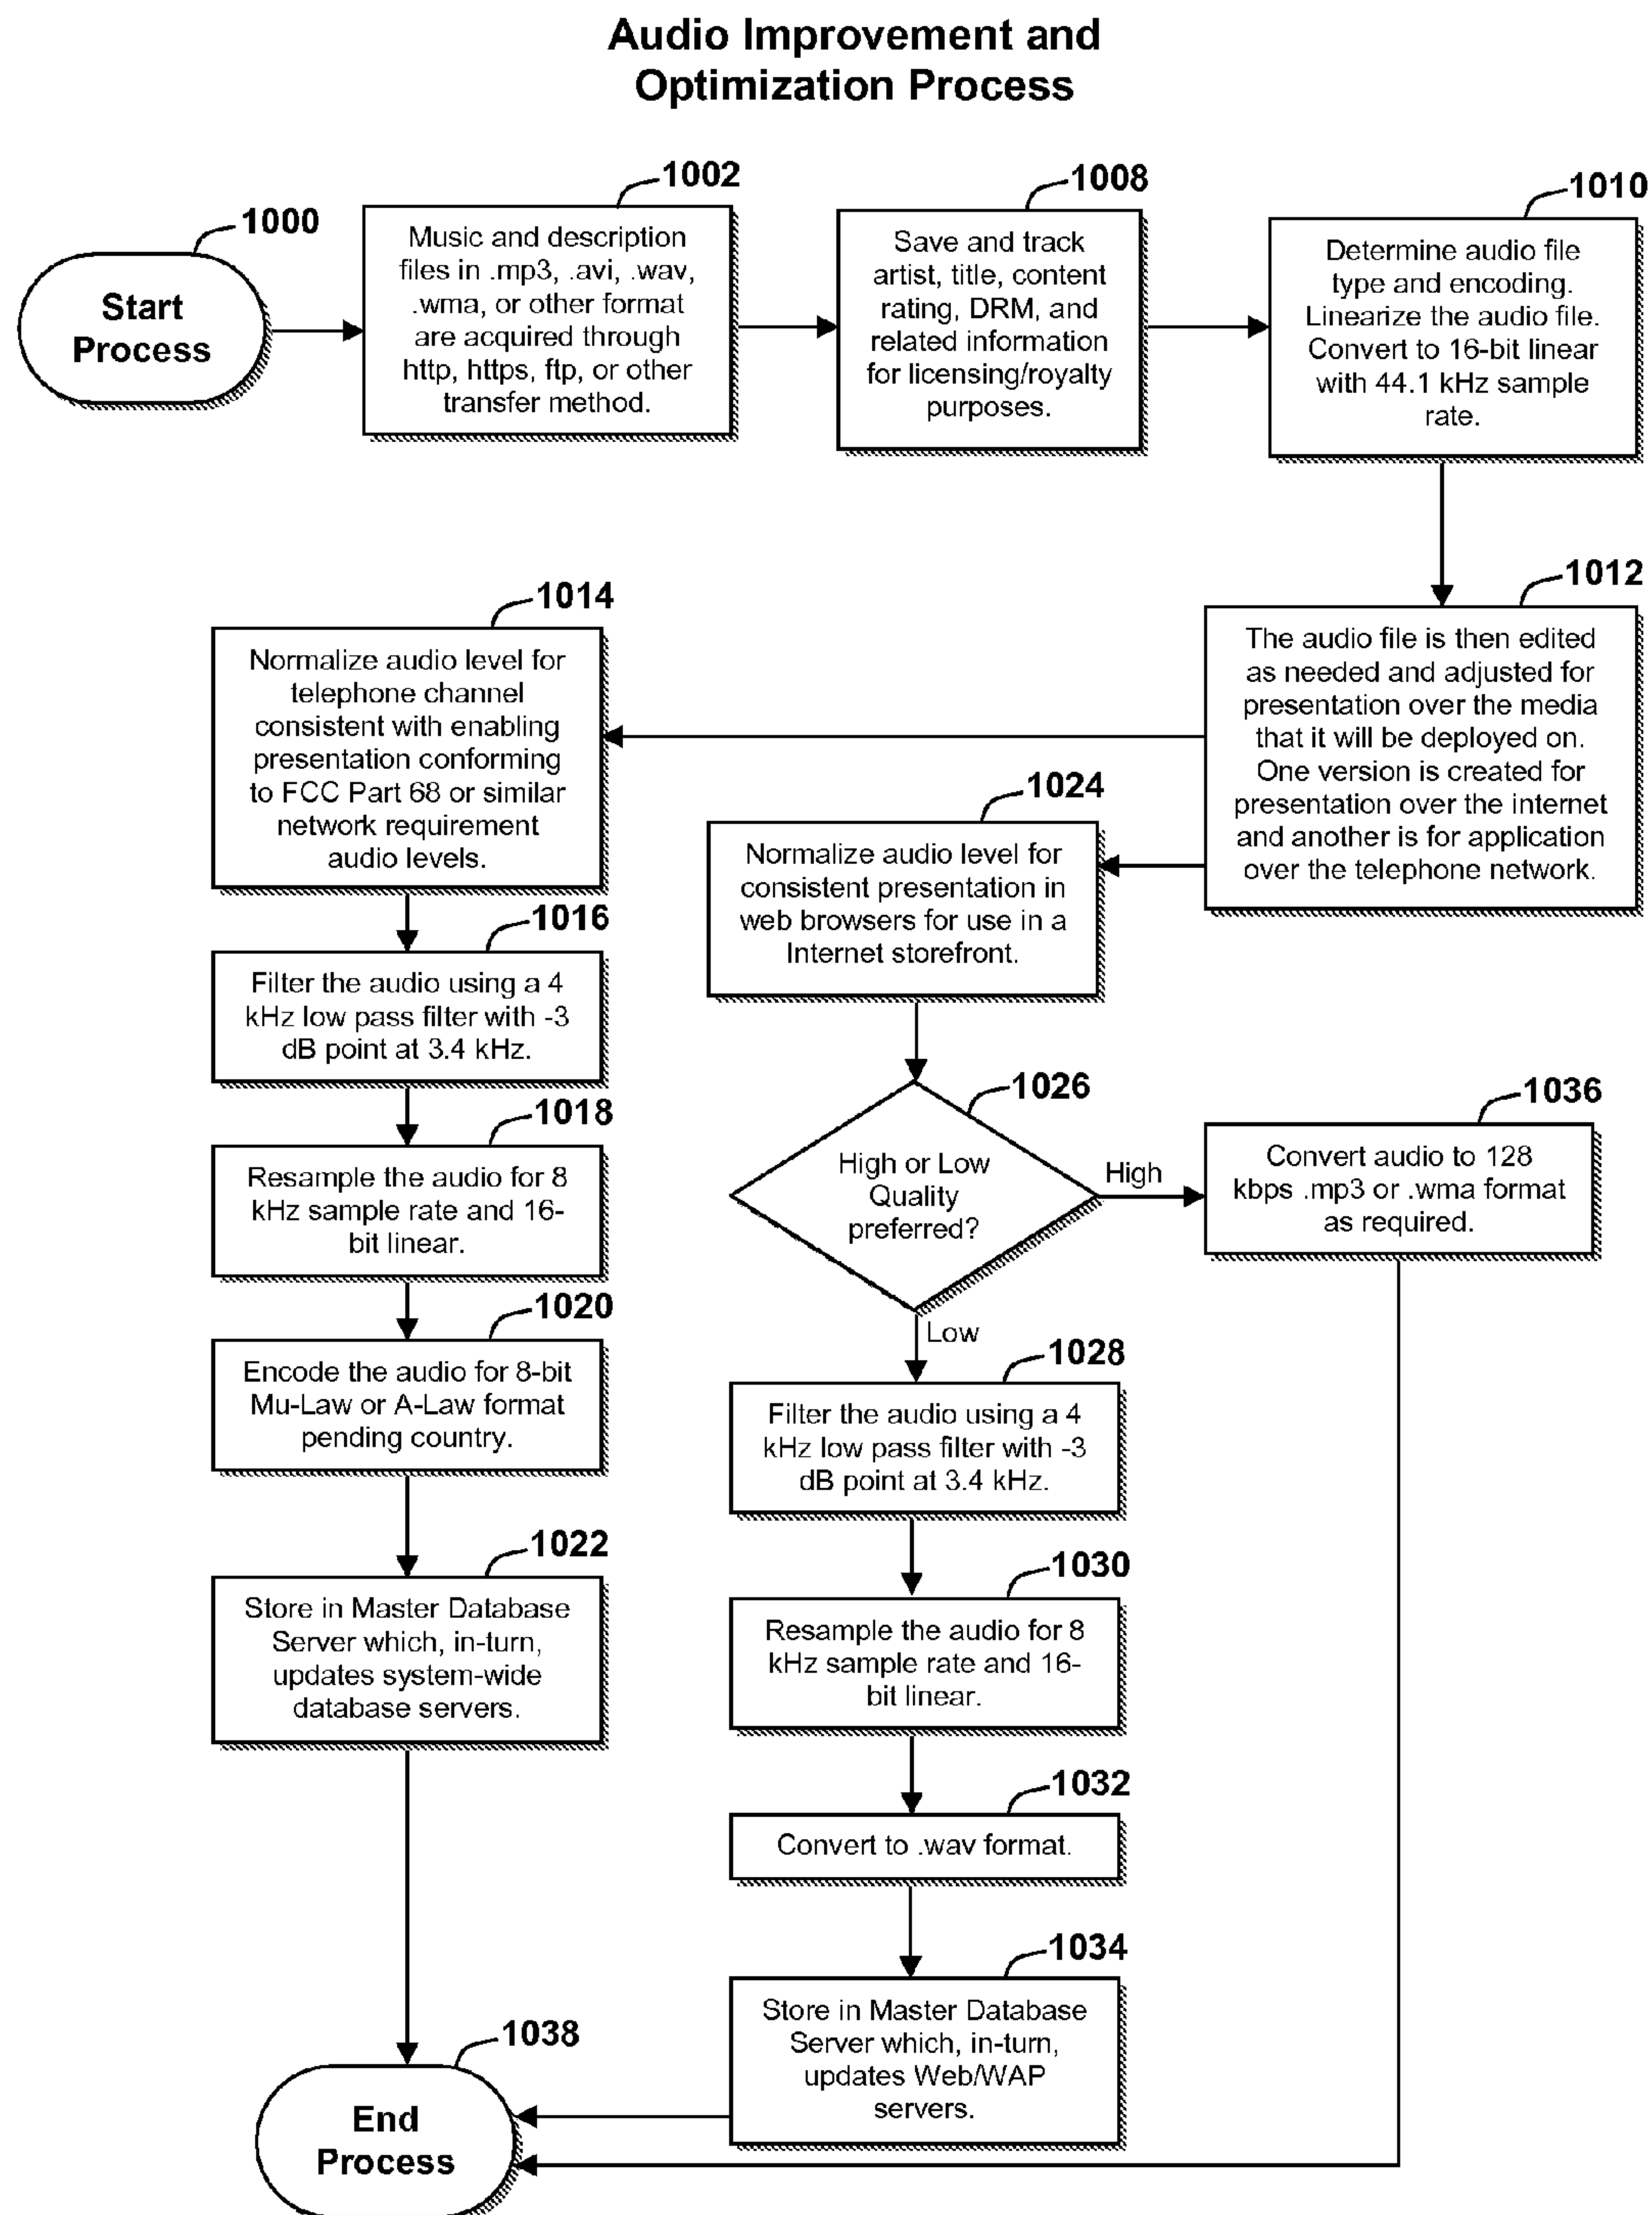 Audio Improvement and
Optimization Process
1000
Start
Process
1002
Music and description
files in .mp3, .avi, .wav,
.wma, or other format
are acquired through
http, https, ftp, or other
transfer method.
1008
Save and track
artist, title, content
rating, DRM, and
related information
for licensing/royalty
purposes.
1010
Determine audio file
type and encoding.
Linearize the audio file.
Convert to 16-bit linear
with 44.1 kHz sample
rate.
1012
The audio file is then edited
as needed and adjusted for
presentation over the media
that it will be deployed on.
One version is created for
presentation over the internet
and another is for application
over the telephone network.
1014
Normalize audio level for
telephone channel
consistent with enabling
presentation conforming
to FCC Part 68 or similar
network requirement
audio levels.
1016
Filter the audio using a 4
kHz low pass filter with -3
dB point at 3.4 kHz.
1018
Resample the audio for 8
kHz sample rate and 16-
bit linear.
1020
Encode the audio for 8-bit
Mu-Law or A-Law format
pending country.
1022
Store in Master Database
Server which, in-turn,
updates system-wide
database servers.
1024
Normalize audio level for
consistent presentation in
web browsers for use in a
Internet storefront.
1026
High or Low
Quality
preferred?
High
Low
1036
Convert audio to 128
kbps .mp3 or .wma format
as required.
1028
Filter the audio using a 4
kHz low pass filter with -3
dB point at 3.4 kHz.
1030
Resample the audio for 8
kHz sample rate and 16-
bit linear.
1032
Convert to .wav format.
1034
Store in Master Database
Server which, in-turn,
updates Web/WAP
servers.
1038
End
Process